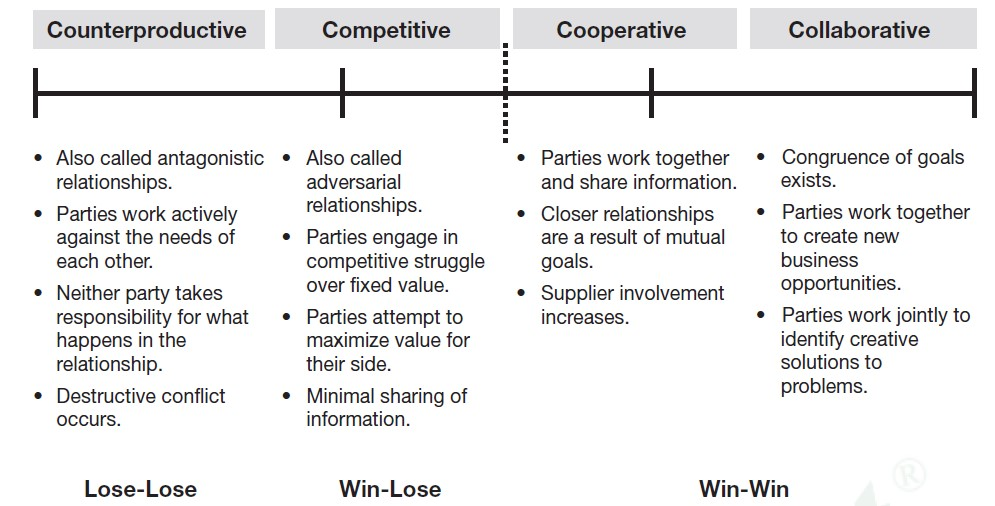 Counterproductive
Competitive
Cooperative
Collaborative
• Also called antagonistic
relationships.
• Parties work actively
against the needs of
each other.
• Neither party takes
responsibility for what
happens in the
relationship.
• Destructive conflict
occurs.
• Also called
adversarial
relationships.
• Parties engage in
competitive struggle
over fixed value.
• Parties attempt to
maximize value for
their side.
• Minimal sharing of
information.
• Parties work together
and share information.
• Closer relationships
are a result of mutual
goals.
• Supplier involvement
increases.
• Congruence of goals
exists.
• Parties work together
to create new
business
opportunities.
• Parties work jointly to
identify creative
solutions to
problems.
Lose-Lose
Win-Lose
Win-Win
®